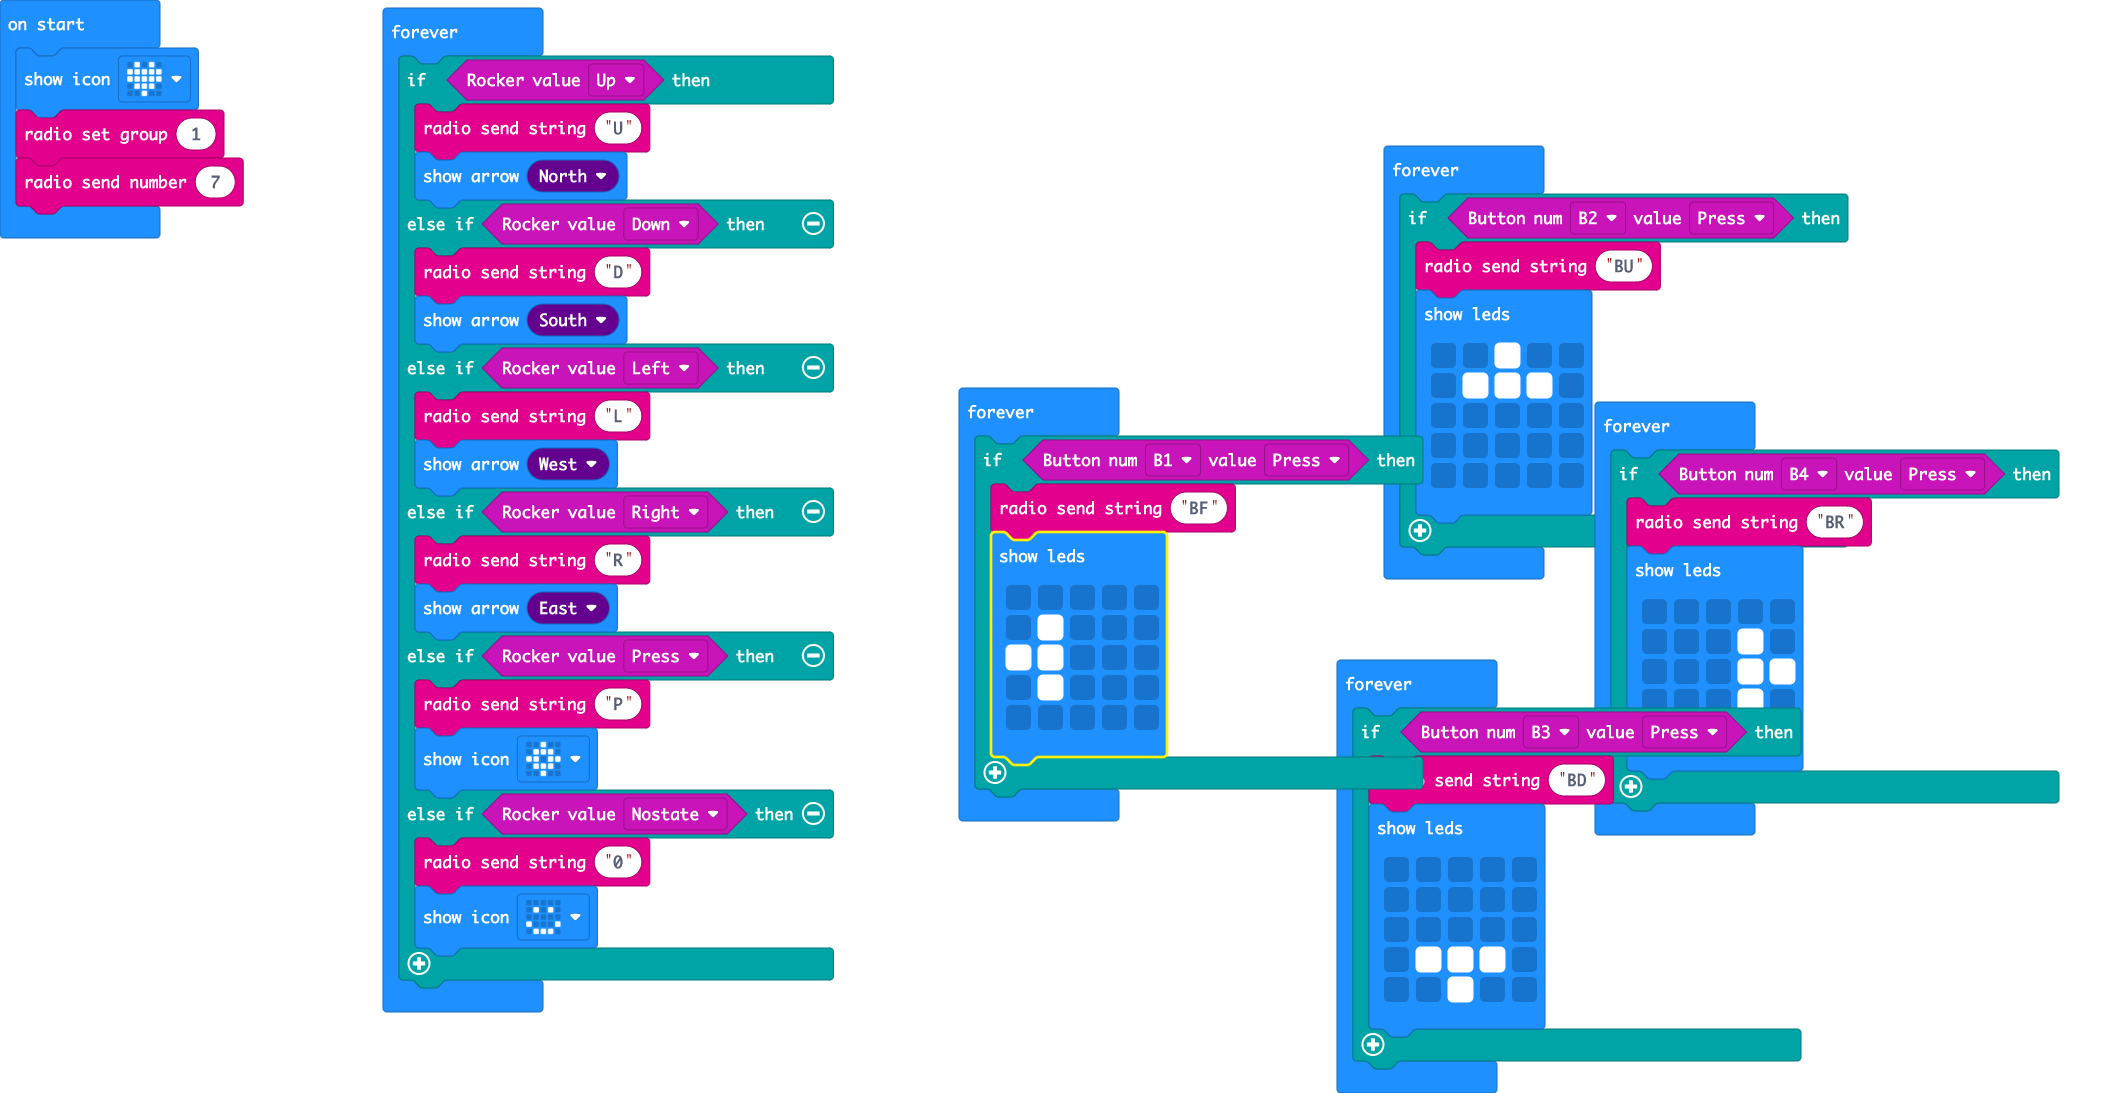 on start
show icon
radio set group 1
radio send number 7
forever
if Rocker value Up then
radio send string "U"
show arrow North
else if Rocker value Down then
radio send string "D"
show arrow South
else if Rocker value Left then
radio send string "L"
show arrow West
else if Rocker value Right then
radio send string "R"
show arrow East
else if Rocker value Press then
radio send string "P"
show icon
else if Rocker value Nostate then
radio send string "0"
show icon
forever
if Button num B1 value Press then
radio send string "BF"
show leds
forever
if Button num B2 value Press then
radio send string "BU"
show leds
forever
if Button num B4 value Press then
radio send string "BR"
show leds
forever
if Button num B3 value Press then
send string "BD"
show leds